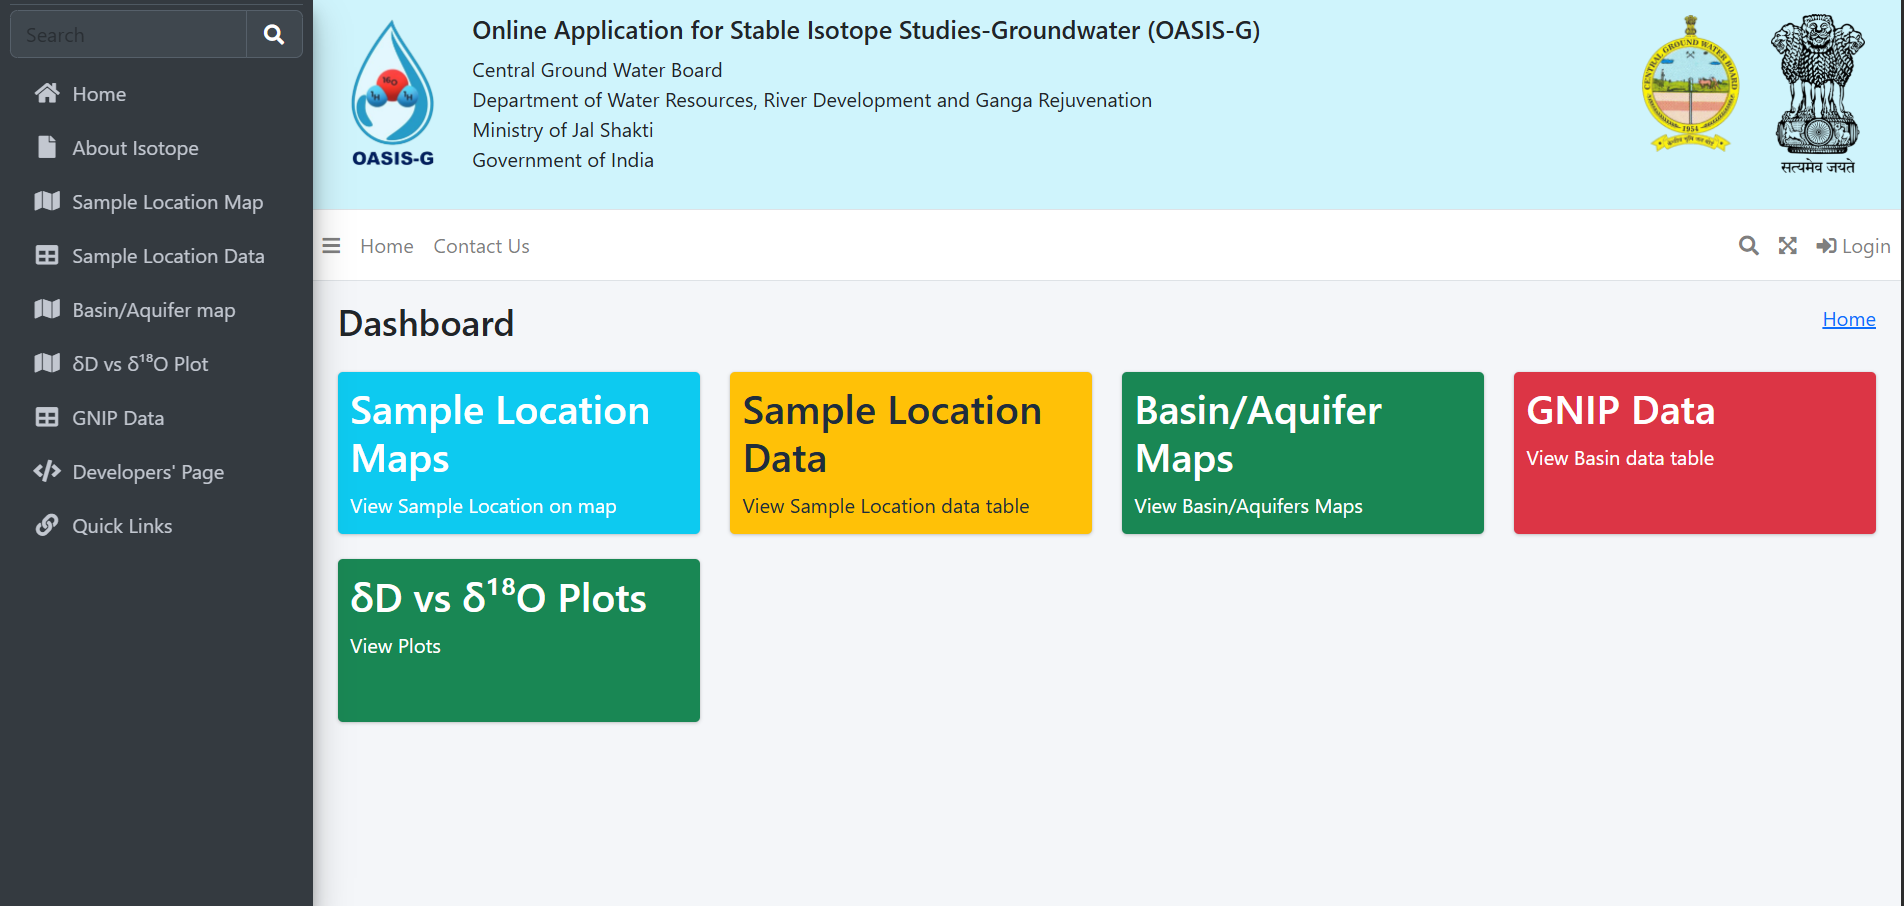 Search
Home
About Isotope
Sample Location Map
Sample Location Data
Basin/Aquifer map
δD vs δ¹⁸O Plot
GNIP Data
Developers' Page
Quick Links
¹⁶O
¹H ¹H
OASIS-G
Online Application for Stable Isotope Studies-Groundwater (OASIS-G)
Central Ground Water Board
Department of Water Resources, River Development and Ganga Rejuvenation
Ministry of Jal Shakti
Government of India
CENTRAL GROUND WATER BOARD
1954
सत्यमेव जयते
Home Contact Us
Login
Dashboard
Home
Sample Location
Maps
View Sample Location on map
Sample Location
Data
View Sample Location data table
Basin/Aquifer
Maps
View Basin/Aquifers Maps
GNIP Data
View Basin data table
δD vs δ¹⁸O Plots
View Plots